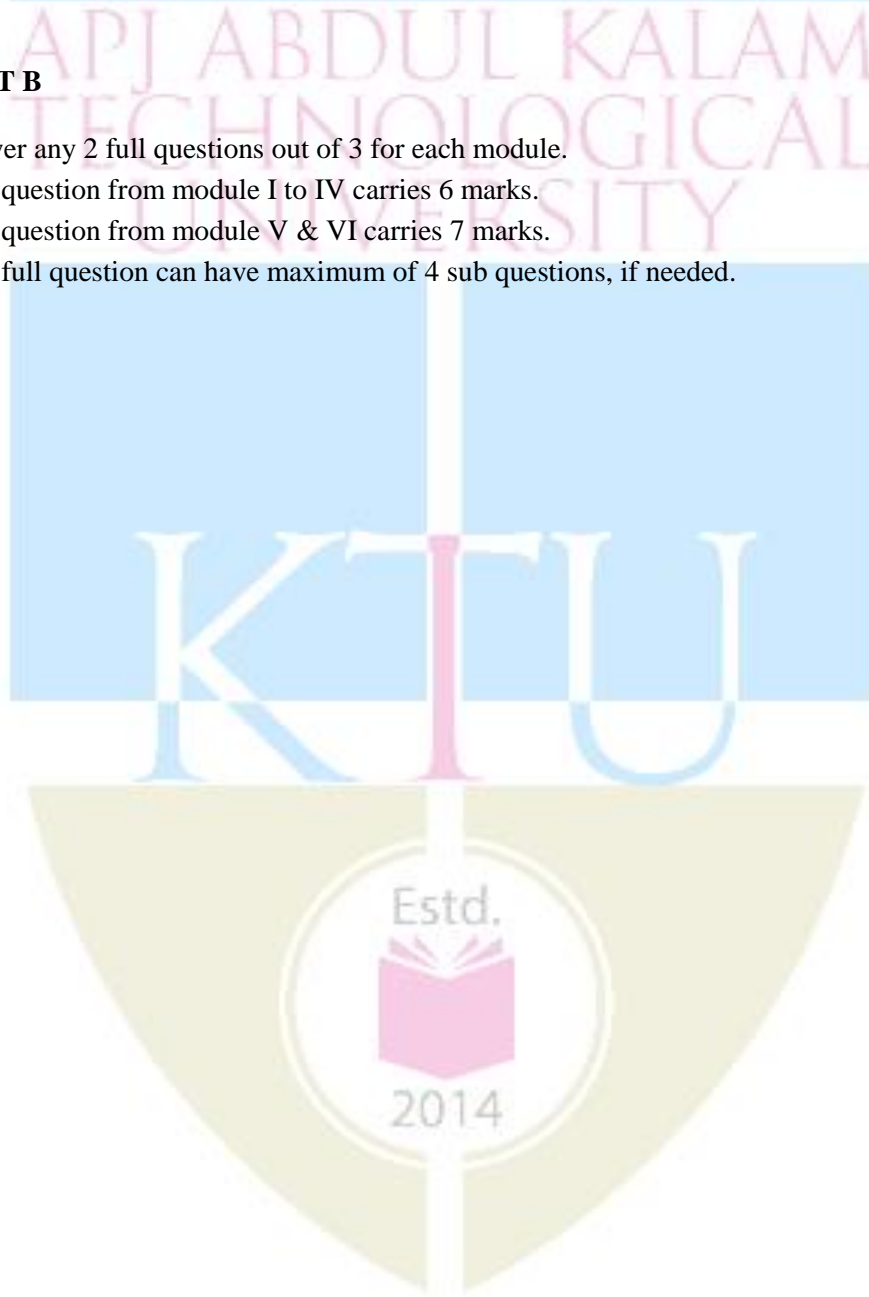 APJ ABDUL KALAM
TECHNOLOGICAL
UNIVERSITY
T B
er any 2 full questions out of 3 for each module.
question from module I to IV carries 6 marks.
question from module V & VI carries 7 marks.
full question can have maximum of 4 sub questions, if needed.
KTU
Estd.
2014